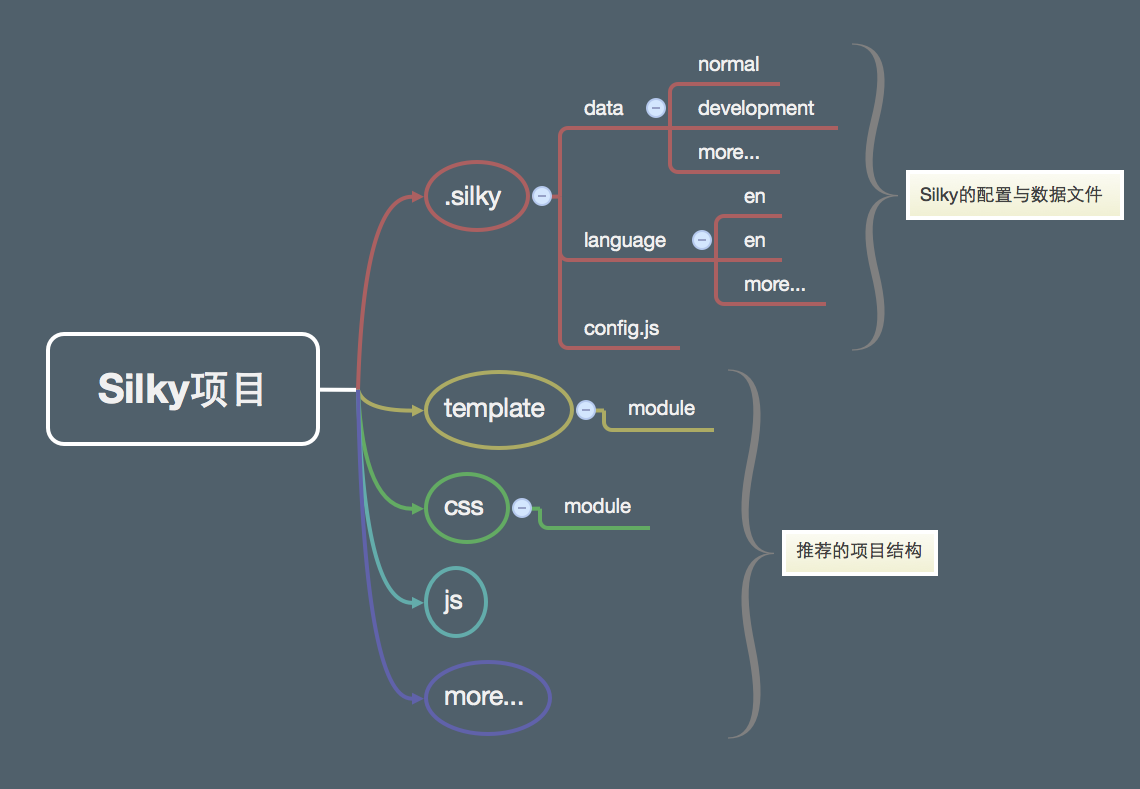 Silky项目
.silky
data
normal
development
more...
language
en
en
more...
config.js
Silky的配置与数据文件
template
module
css
module
js
more...
推荐的项目结构